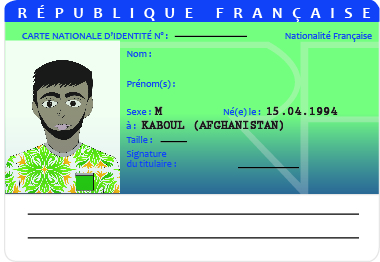 RÉPUBLIQUE FRANÇAISE
CARTE NATIONALE D'IDENTITÉ N° : Nationalité Française
Nom :
Prénom(s) :
Sexe : M Né(e) le : 15.04.1994
à : KABOUL (AFGHANISTAN)
Taille :
Signature
du titulaire :